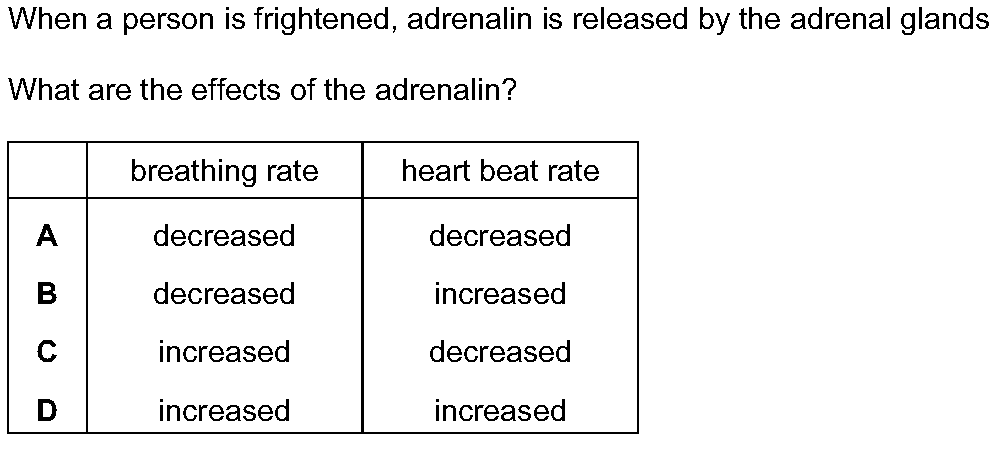 When a person is frightened, adrenalin is released by the adrenal glands
What are the effects of the adrenalin?
breathing rate heart beat rate
A decreased decreased
B decreased increased
C increased decreased
D increased increased